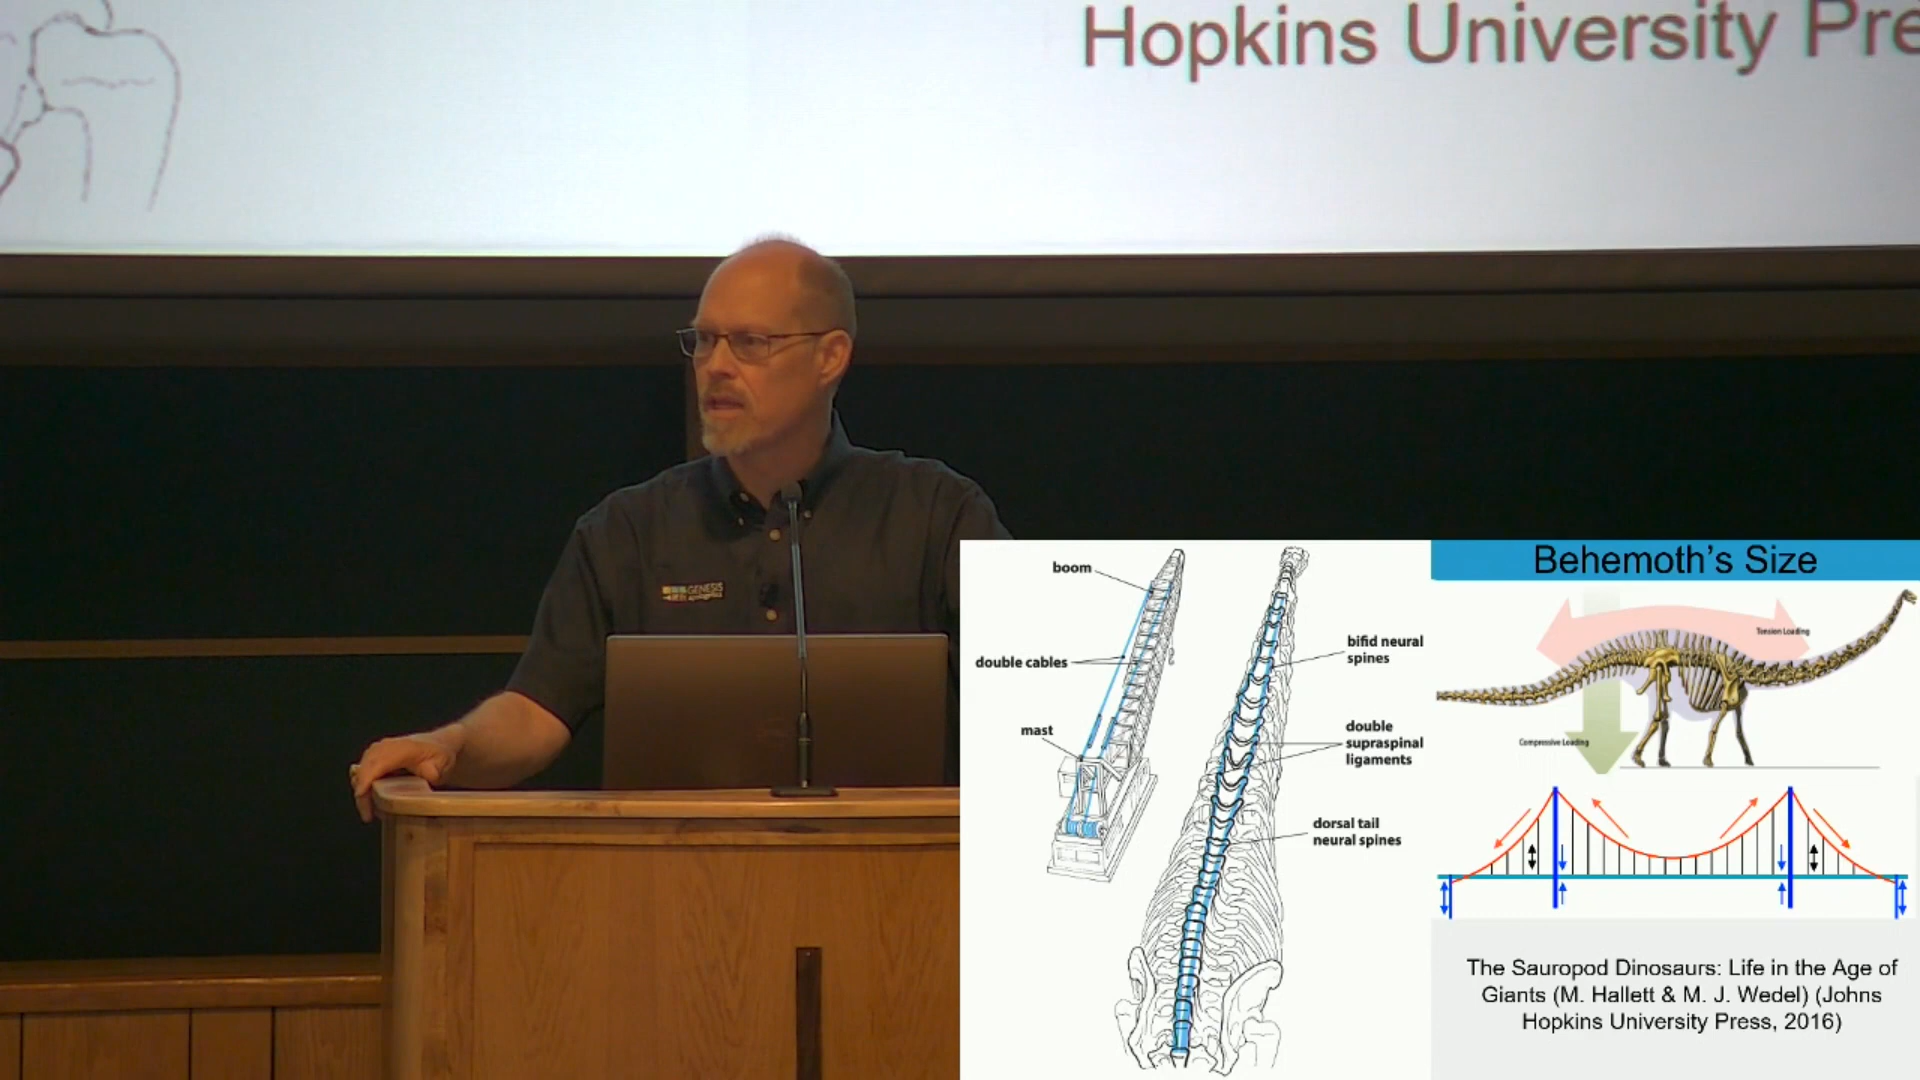 Hopkins University Pre
GENESIS
apologetics
boom
double cables
mast
bifid neural
spines
double
supraspinal
ligaments
dorsal tail
neural spines
Behemoth's Size
Tension Loading
Compressive Loading
The Sauropod Dinosaurs: Life in the Age of
Giants (M. Hallett & M. J. Wedel) (Johns
Hopkins University Press, 2016)